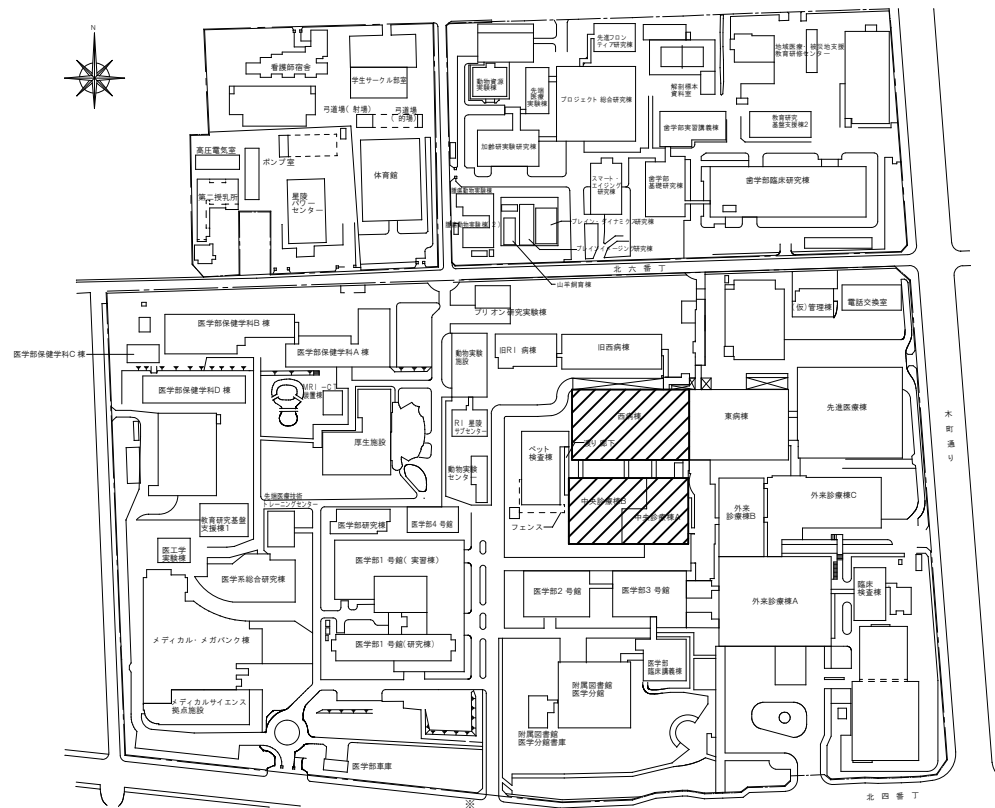 N
看護師宿舎
学生サークル部室
弓道場(射場)
弓道場
(的場)
高圧電気室
ポンプ室
第二授乳所
星陵
パワー
センター
体育館
先進フロン
ティア研究棟
動物資源
実験棟
先端
医療
実験棟
プロジェクト総合研究棟
解剖標本
資料室
地域医療・被災地支援
教育研修センター
教育研究
基盤支援棟2
歯学部実習講義棟
加齢研実験研究棟
スマート・
エイジング
研究棟
歯学部
基礎研究棟
歯学部臨床研究棟
ブレイン・ダイナミクス研究棟
ブレインイメージング研究棟
山羊飼育棟
北六番丁
プリオン研究実験棟
(仮)管理棟
電話交換室
医学部保健学科B棟
医学部保健学科A棟
医学部保健学科C棟
医学部保健学科D棟
動物実験
施設
旧RI病棟
旧西病棟
MRI-CT
装置棟
厚生施設
RI星陵
サブセンター
動物実験
センター
ペット
検査棟
西病棟
渡り廊下
東病棟
先進医療棟
木町通り
中央診療棟B
中央診療棟A
フェンス
外来
診療棟B
外来診療棟C
先端医療技術
トレーニングセンター
教育研究基盤
支援棟1
医学部研究棟
医学部4号館
医工学
実験棟
医学部1号館(実習棟)
医学系総合研究棟
医学部2号館
医学部3号館
外来診療棟A
臨床
検査棟
メディカル・メガバンク棟
医学部1号館(研究棟)
医学部
臨床講義棟
附属図書館
医学分館
メディカルサイエンス
拠点施設
附属図書館
医学分館書庫
医学部車庫
北四番丁
※